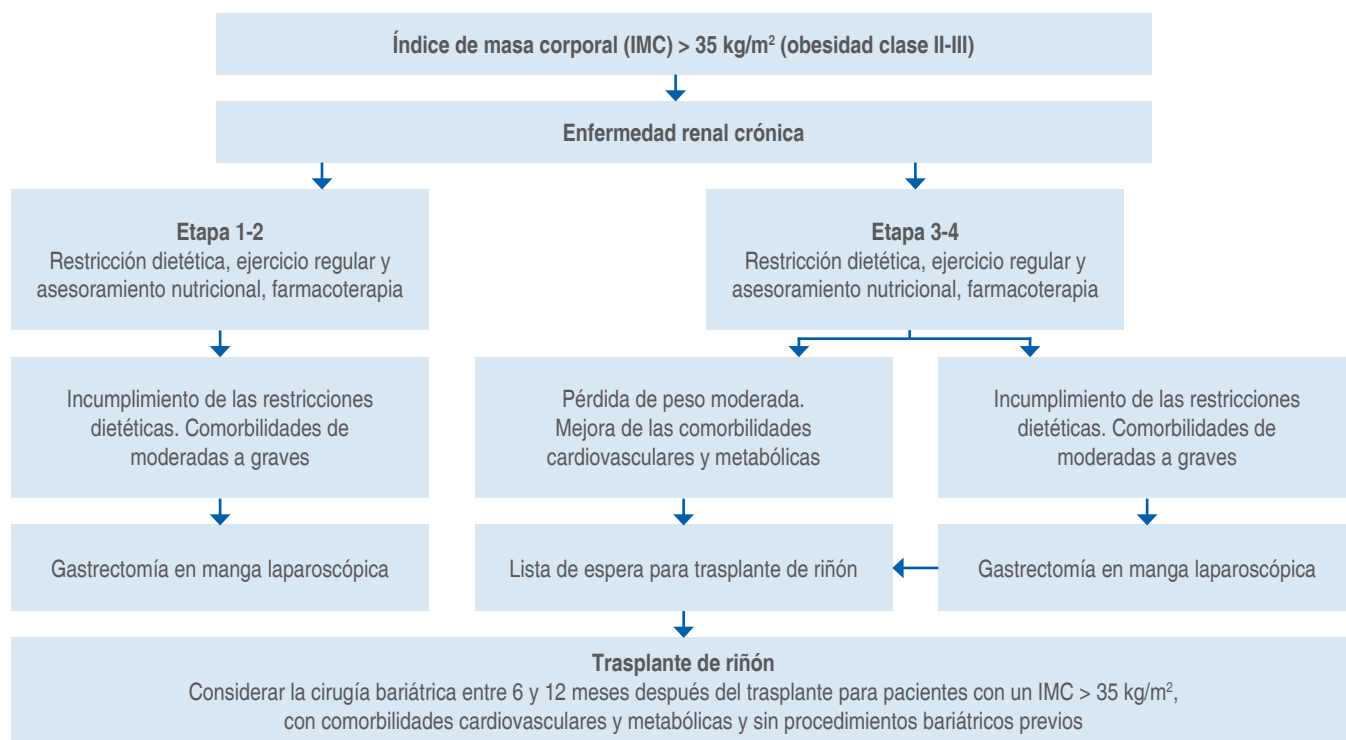 Índice de masa corporal (IMC) > 35 kg/m² (obesidad clase II-III)
Enfermedad renal crónica
Etapa 1-2
Restricción dietética, ejercicio regular y
asesoramiento nutricional, farmacoterapia
Etapa 3-4
Restricción dietética, ejercicio regular y
asesoramiento nutricional, farmacoterapia
Incumplimiento de las restricciones
dietéticas. Comorbilidades de
moderadas a graves
Pérdida de peso moderada.
Mejora de las comorbilidades
cardiovasculares y metabólicas
Incumplimiento de las restricciones
dietéticas. Comorbilidades de
moderadas a graves
Gastrectomía en manga laparoscópica
Lista de espera para trasplante de riñón
Gastrectomía en manga laparoscópica
Trasplante de riñón
Considerar la cirugía bariátrica entre 6 y 12 meses después del trasplante para pacientes con un IMC > 35 kg/m²,
con comorbilidades cardiovasculares y metabólicas y sin procedimientos bariátricos previos